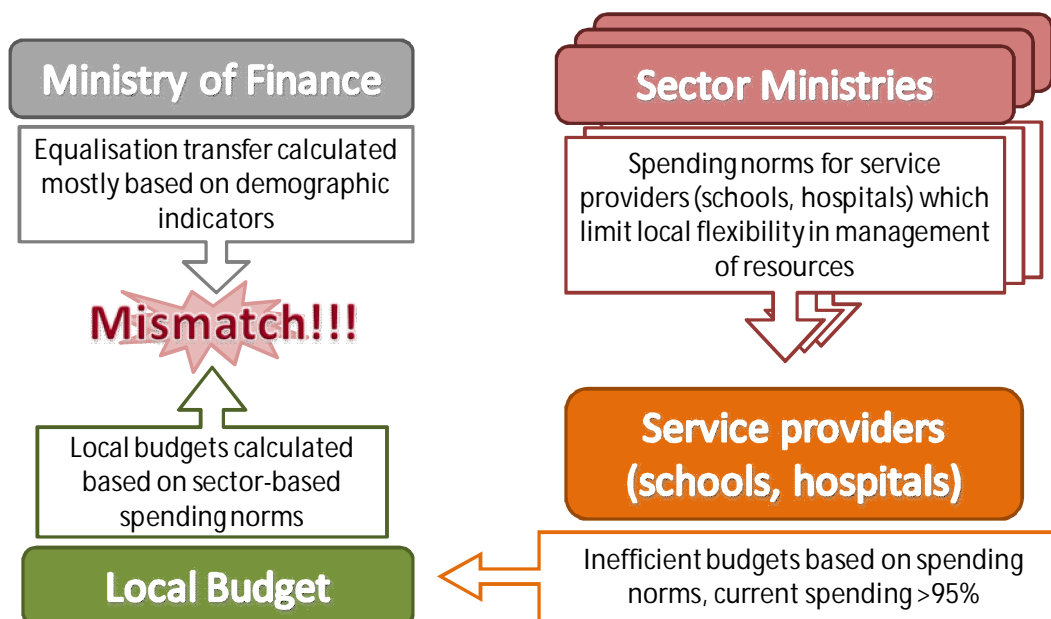 Ministry of Finance
Equalisation transfer calculated
mostly based on demographic
indicators
Mismatch!!!
Local budgets calculated
based on sector-based
spending norms
Local Budget
Sector Ministries
Spending norms for service
providers (schools, hospitals) which
limit local flexibility in management
of resources
Service providers
(schools, hospitals)
Inefficient budgets based on spending
norms, current spending >95%